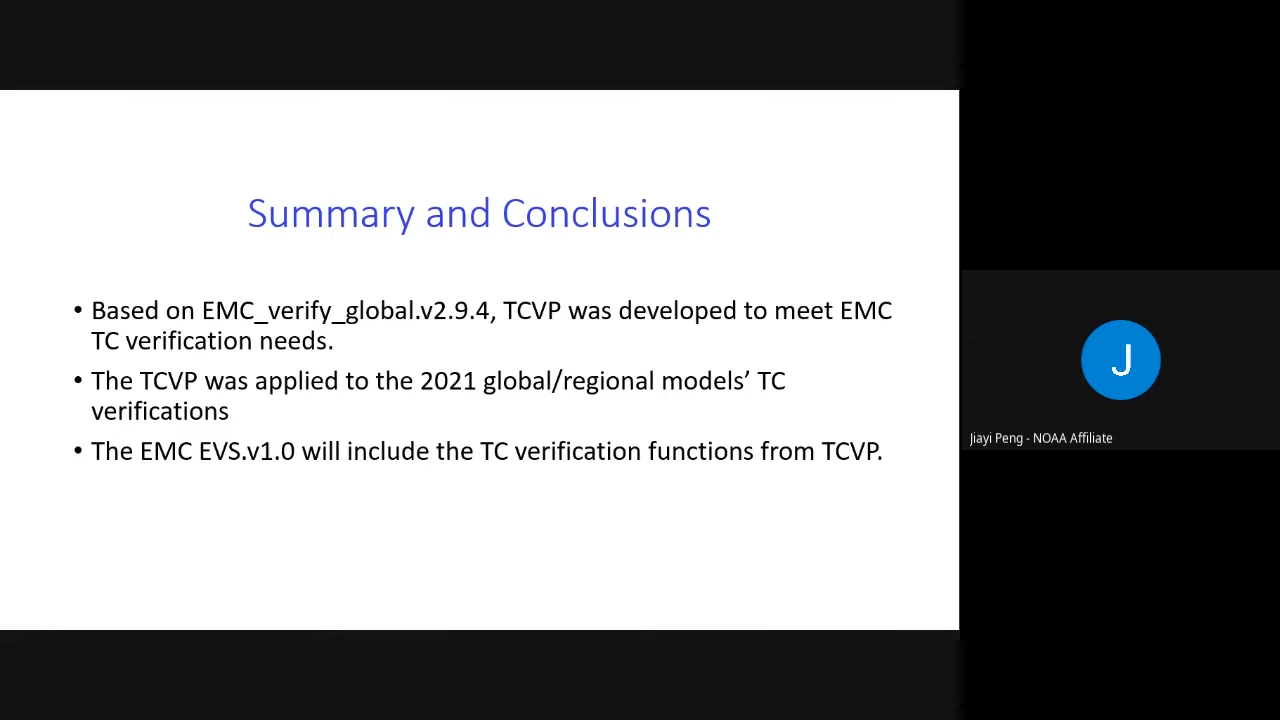 Summary and Conclusions
• Based on EMC_verify_global.v2.9.4, TCVP was developed to meet EMC
TC verification needs.
• The TCVP was applied to the 2021 global/regional models’ TC
verifications
• The EMC EVS.v1.0 will include the TC verification functions from TCVP.
J
Jiayi Peng - NOAA Affiliate